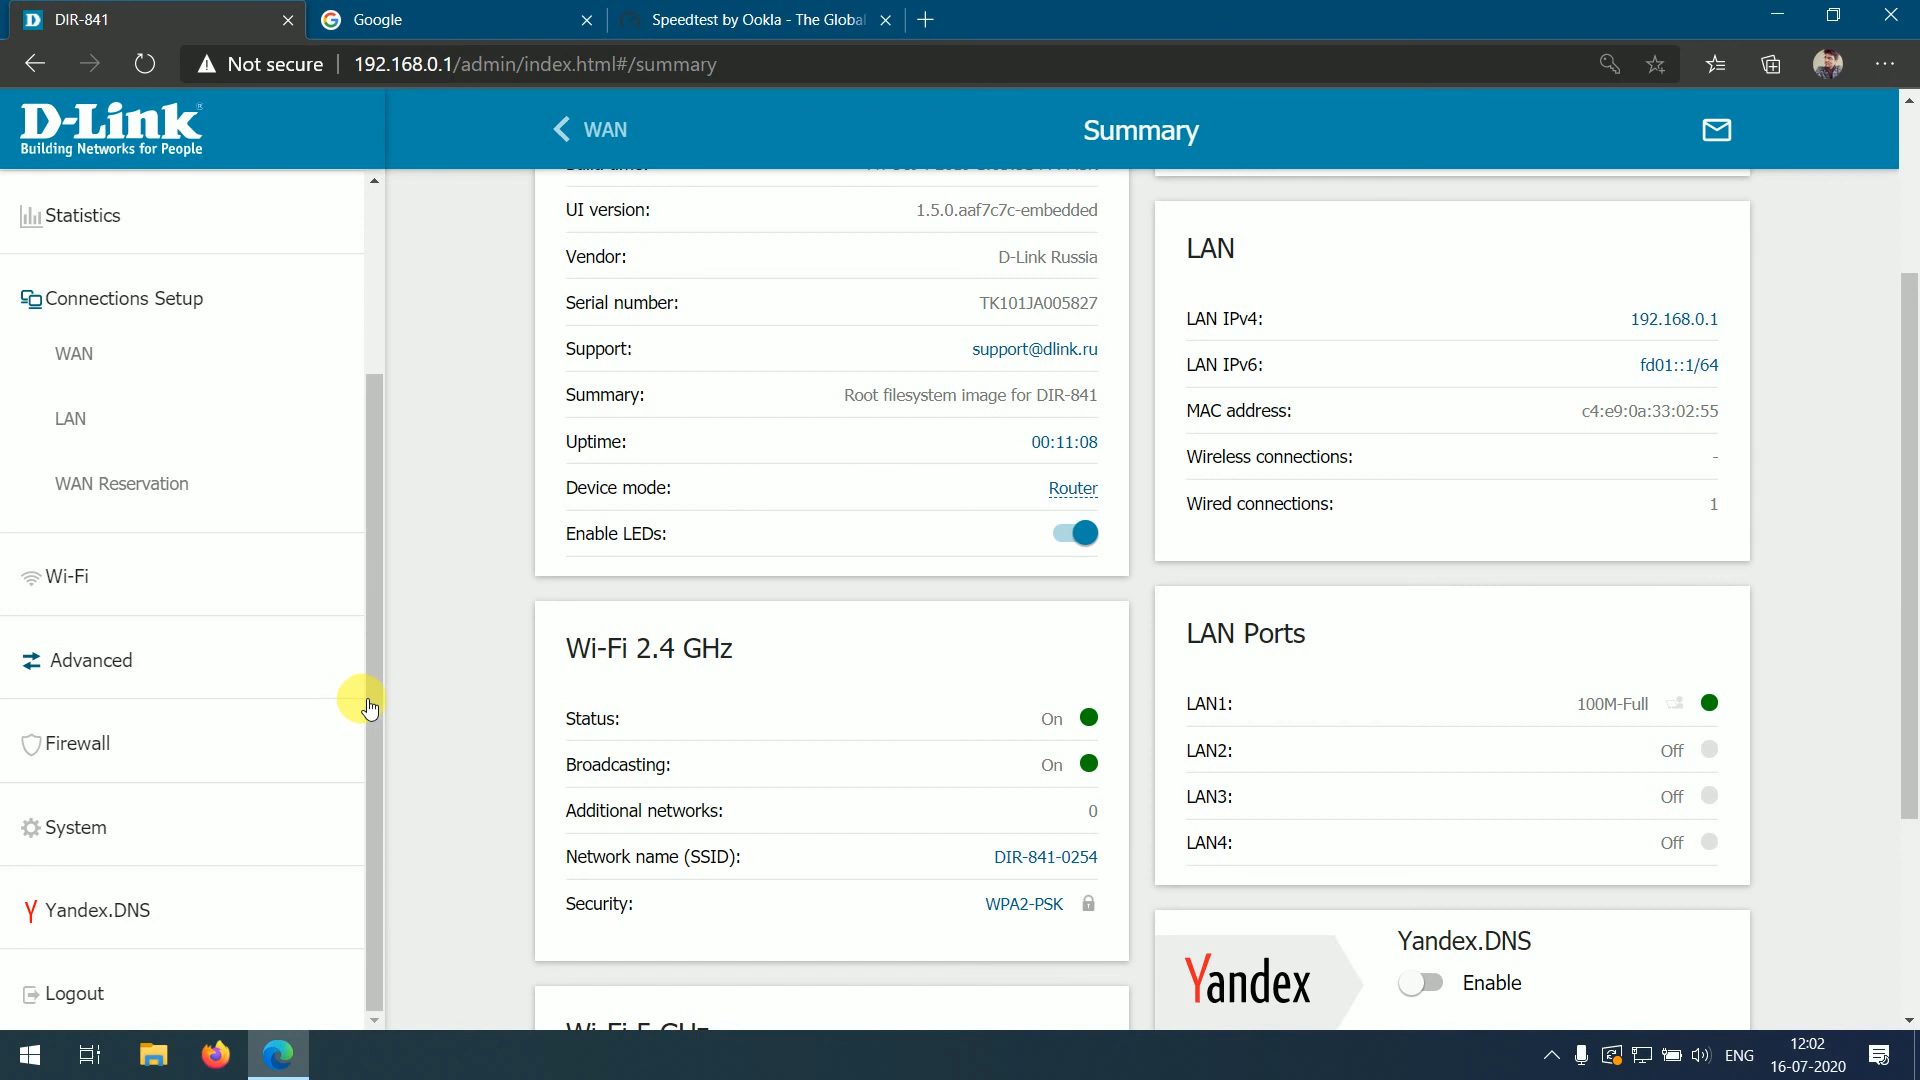 DIR-841
Google
Speedtest by Ookla - The Global
Not secure
192.168.0.1/admin/index.html#/summary
D-Link
Building Networks for People
WAN
Summary
Statistics
Connections Setup
WAN
LAN
WAN Reservation
Wi-Fi
Advanced
Firewall
System
Yandex.DNS
Logout
UI version: 1.5.0.aaf7c7c-embedded
Vendor: D-Link Russia
Serial number: TK101JA005827
Support: support@dlink.ru
Summary: Root filesystem image for DIR-841
Uptime: 00:11:08
Device mode: Router
Enable LEDs:
Wi-Fi 2.4 GHz
Status: On
Broadcasting: On
Additional networks: 0
Network name (SSID): DIR-841-0254
Security: WPA2-PSK
Wi-Fi 5 GHz
LAN
LAN IPv4: 192.168.0.1
LAN IPv6: fd01::1/64
MAC address: c4:e9:0a:33:02:55
Wireless connections: -
Wired connections: 1
LAN Ports
LAN1: 100M-Full
LAN2: Off
LAN3: Off
LAN4: Off
Yandex
Yandex.DNS
Enable
ENG
12:02
16-07-2020